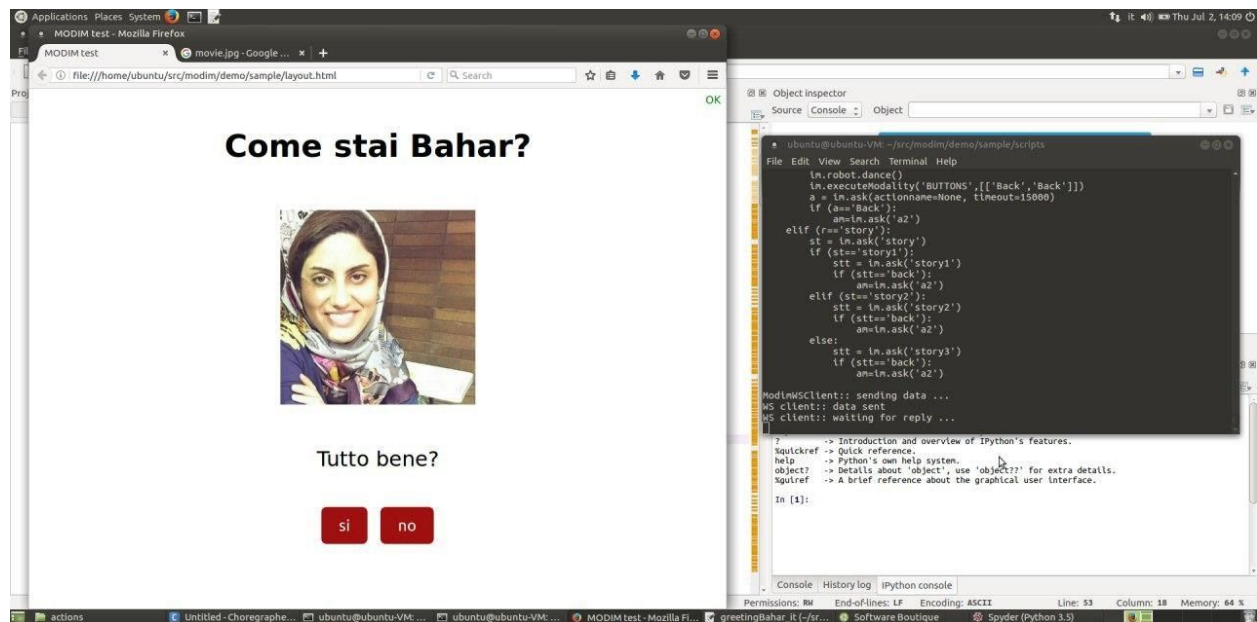 Applications Places System
it
Thu Jul 2, 14:09
MODIM test - Mozilla Firefox
MODIM test
movie.jpg - Google ...
file:///home/ubuntu/src/modim/demo/sample/layout.html
Search
OK
Come stai Bahar?
Tutto bene?
si
no
Object inspector
Source
Console
Object
ubuntu@ubuntu-VM: ~/src/modim/demo/sample/scripts
File Edit View Search Terminal Help
im.robot.dance()
im.executeModality('BUTTONS',[['Back','Back']])
a = im.ask(actionname=None, timeout=15000)
if (a=='Back'):
am=im.ask('a2')
elif (r=='story'):
st = im.ask('story')
if (st=='story1'):
stt = im.ask('story1')
if (stt=='back'):
am=im.ask('a2')
elif (st=='story2'):
stt = im.ask('story2')
if (stt=='back'):
am=im.ask('a2')
else:
stt = im.ask('story3')
if (stt=='back'):
am=im.ask('a2')
ModimWSClient:: sending data ...
WS client:: data sent
WS client:: waiting for reply ...
? -> Introduction and overview of IPython's features.
%quickref -> Quick reference.
help -> Python's own help system.
object? -> Details about 'object', use 'object??' for extra details.
%guiref -> A brief reference about the graphical user interface.
In [1]:
Console
History log
IPython console
Permissions: RW End-of-lines: LF Encoding: ASCII Line: 53 Column: 18 Memory: 64 %
actions
Untitled - Choregraphe...
ubuntu@ubuntu-VM: ...
ubuntu@ubuntu-VM: ...
MODIM test - Mozilla Fi...
greetingBahar_it (~/sr...
Software Boutique
Spyder (Python 3.5)